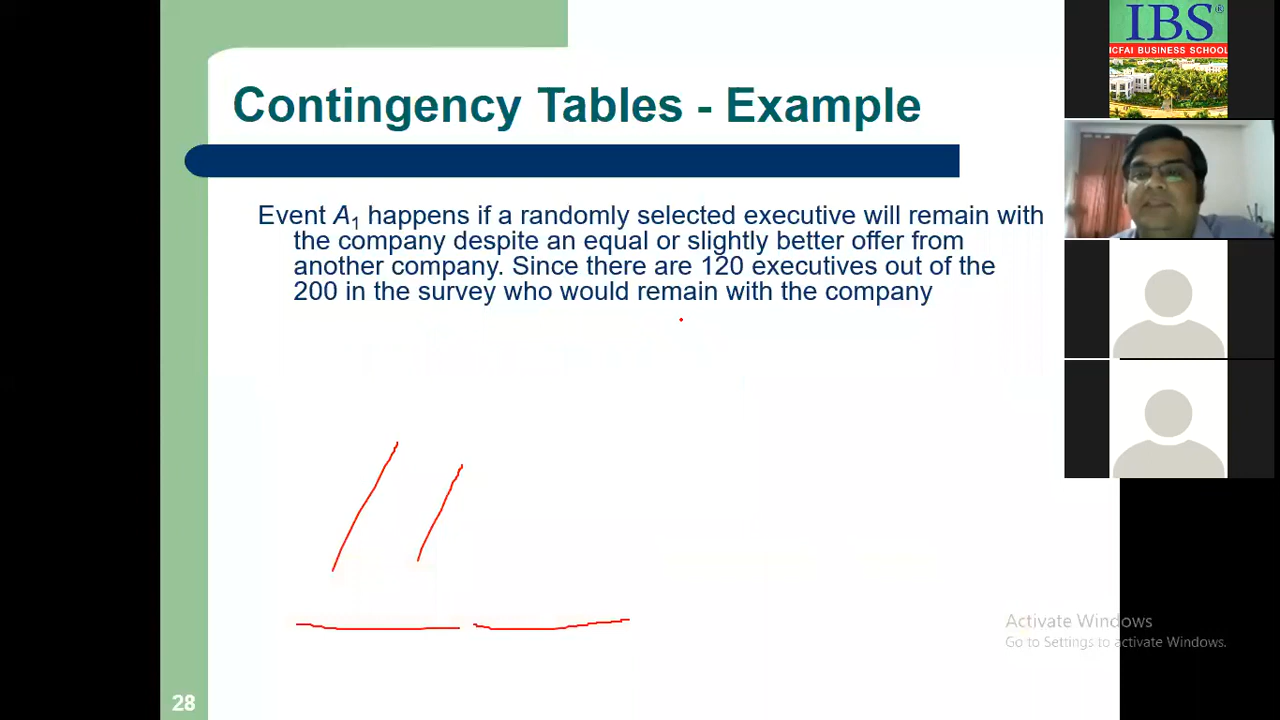 IBS®
ICFAI BUSINESS SCHOOL
Contingency Tables - Example
Event A1 happens if a randomly selected executive will remain with
the company despite an equal or slightly better offer from
another company. Since there are 120 executives out of the
200 in the survey who would remain with the company
Activate Windows
Go to Settings to activate Windows.
28